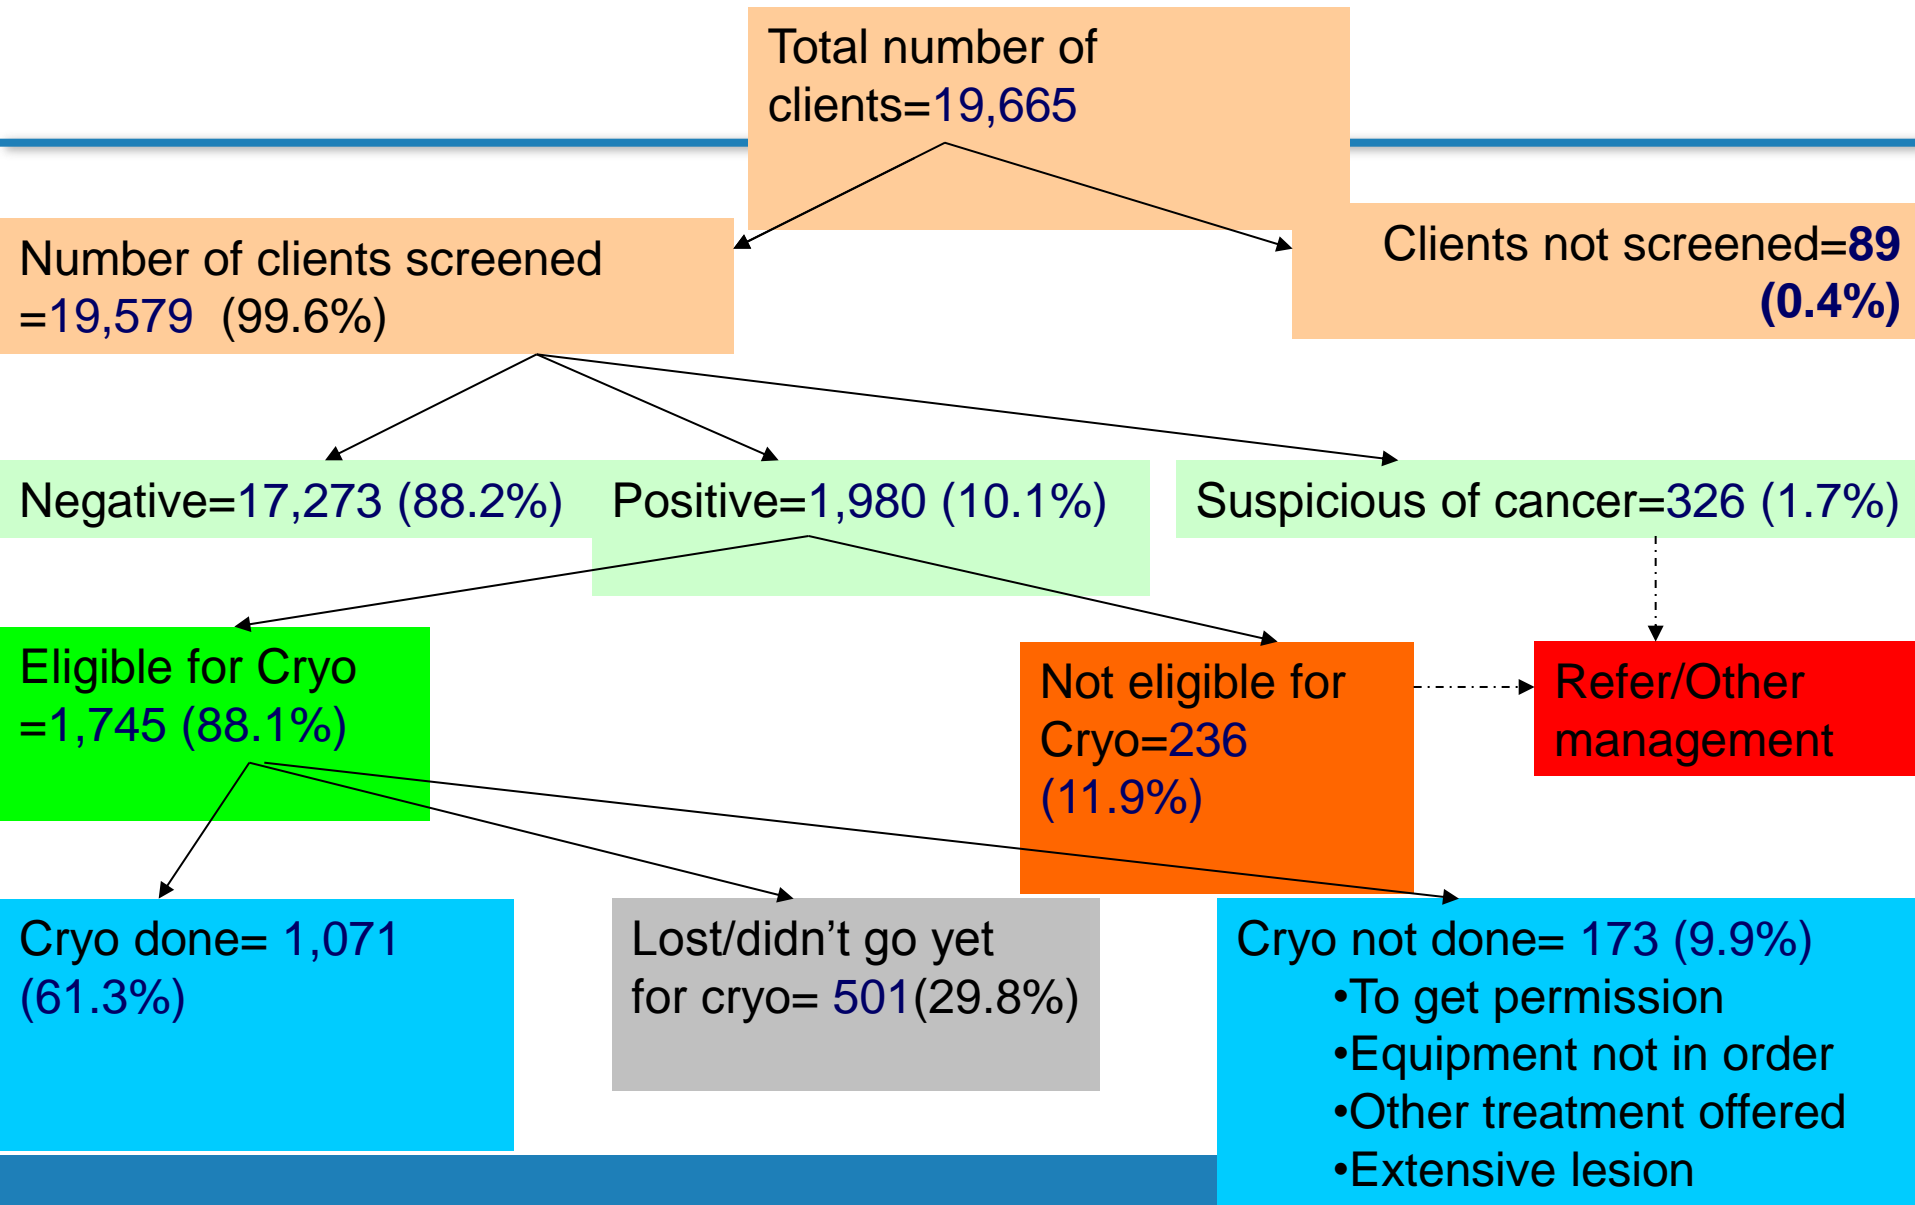 Total number of
clients=19,665
Number of clients screened
=19,579 (99.6%)
Clients not screened=89
(0.4%)
Negative=17,273 (88.2%)
Positive=1,980 (10.1%)
Suspicious of cancer=326 (1.7%)
Eligible for Cryo
=1,745 (88.1%)
Not eligible for
Cryo=236
(11.9%)
Refer/Other
management
Cryo done= 1,071
(61.3%)
Lost/didn’t go yet
for cryo= 501(29.8%)
Cryo not done= 173 (9.9%)
•To get permission
•Equipment not in order
•Other treatment offered
•Extensive lesion